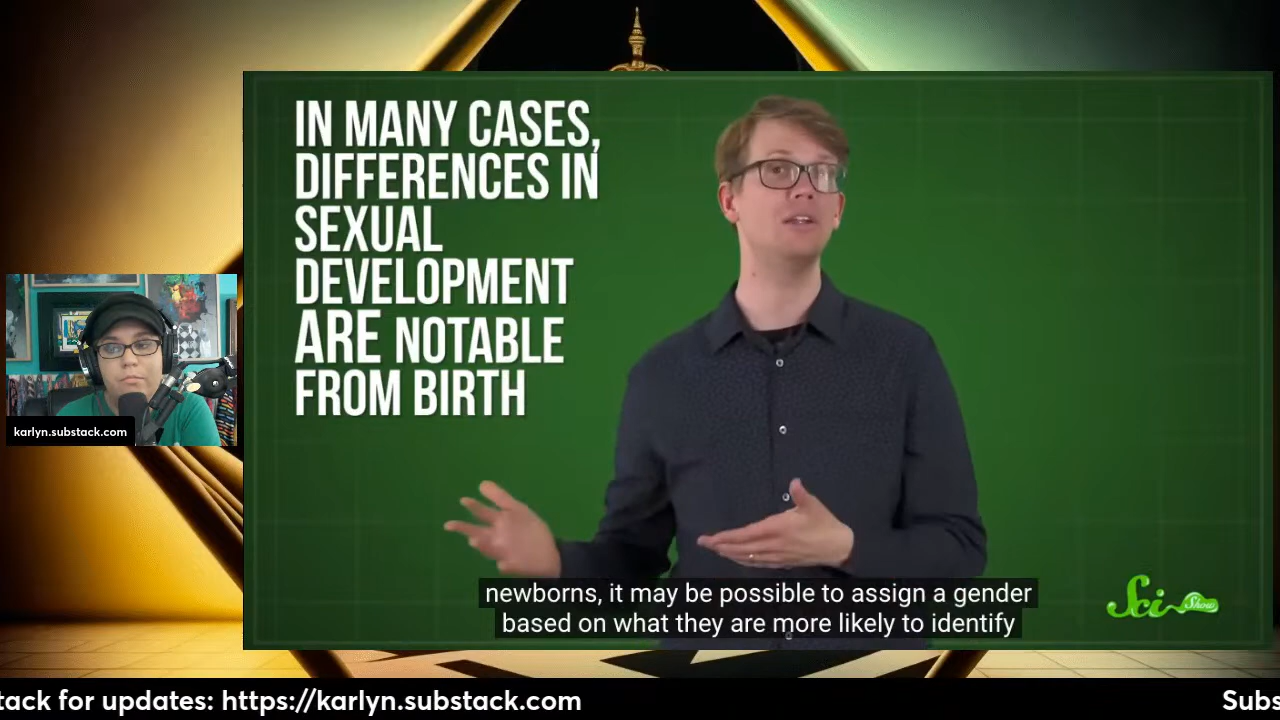 IN MANY CASES,
DIFFERENCES IN
SEXUAL
DEVELOPMENT
ARE NOTABLE
FROM BIRTH
karlyn.substack.com
newborns, it may be possible to assign a gender
based on what they are more likely to identify
Sci Show
tack for updates: https://karlyn.substack.com
Subs